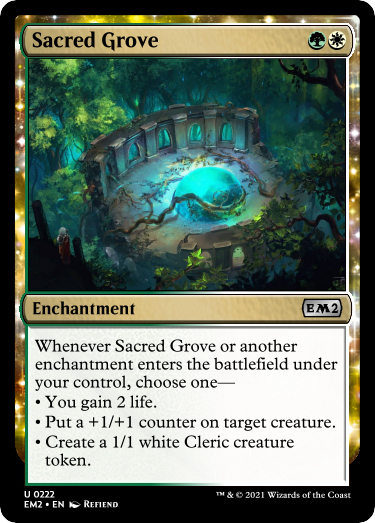 Sacred Grove
Enchantment
EM2
Whenever Sacred Grove or another
enchantment enters the battlefield under
your control, choose one—
• You gain 2 life.
• Put a +1/+1 counter on target creature.
• Create a 1/1 white Cleric creature
token.
U 0222
EM2 • EN Refiend
™ & © 2021 Wizards of the Coast